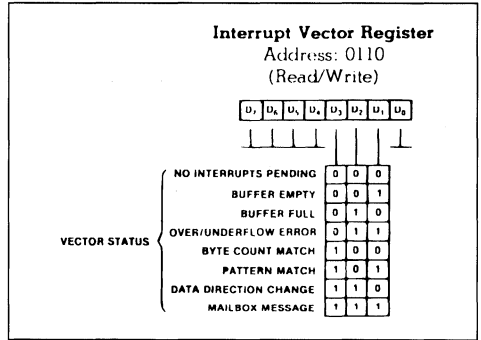 Interrupt Vector Register
Address: 0110
(Read/Write)
D7 D6 D5 D4 D3 D2 D1 D0
NO INTERRUPTS PENDING 0 0 0
BUFFER EMPTY 0 0 1
BUFFER FULL 0 1 0
OVER/UNDERFLOW ERROR 0 1 1
VECTOR STATUS
BYTE COUNT MATCH 1 0 0
PATTERN MATCH 1 0 1
DATA DIRECTION CHANGE 1 1 0
MAILBOX MESSAGE 1 1 1